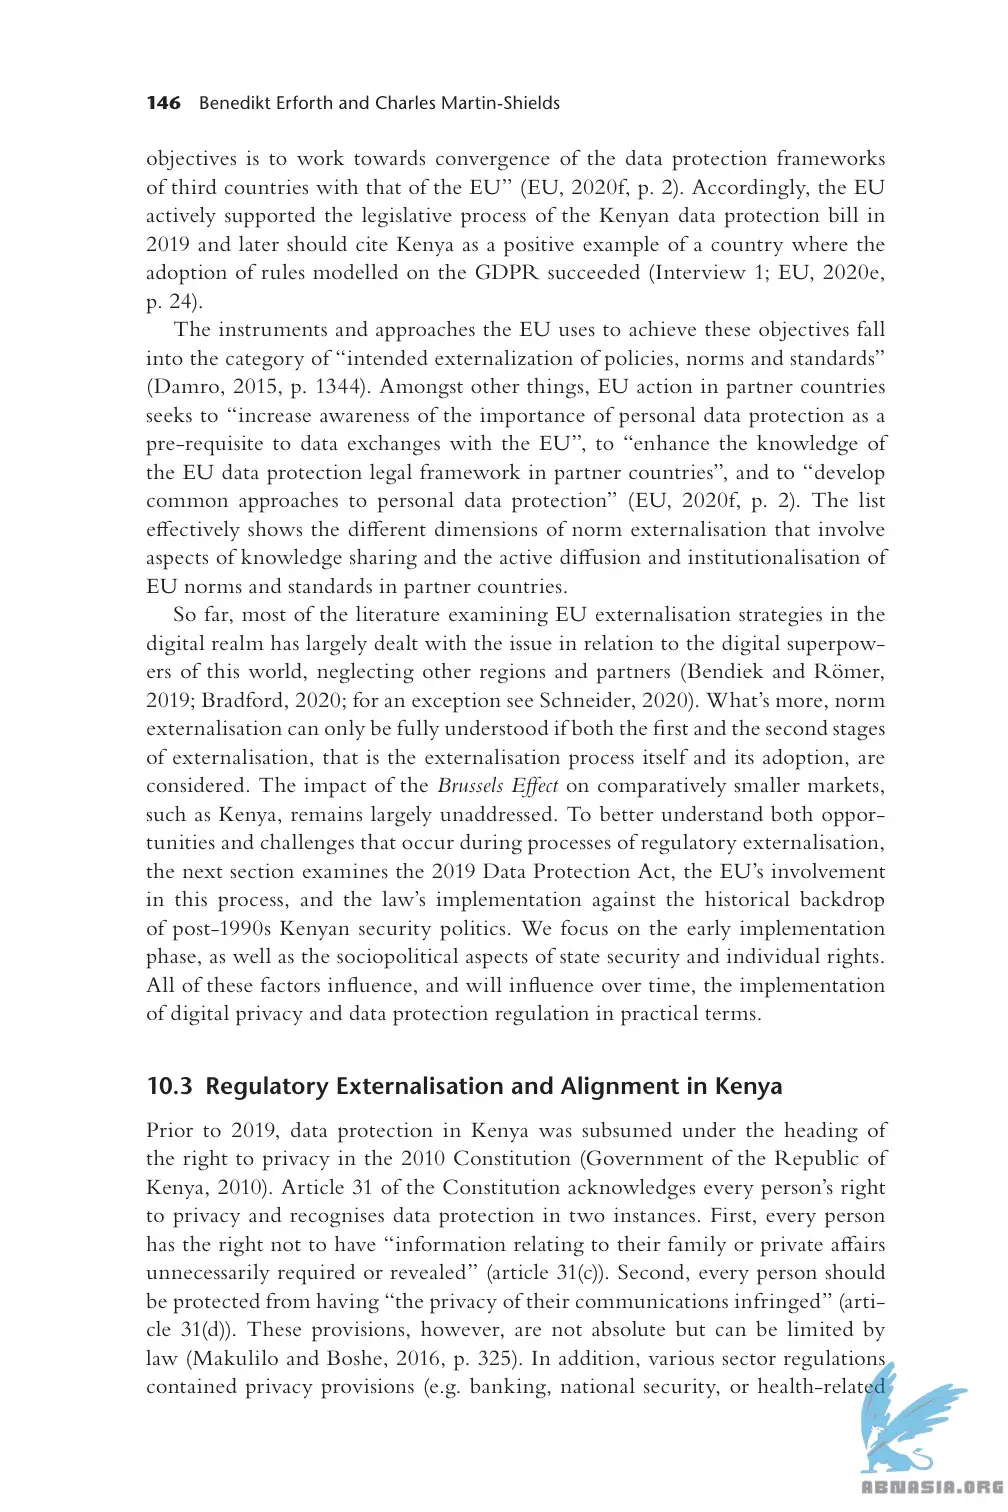 146 Benedikt Erforth and Charles Martin-Shields
objectives is to work towards convergence of the data protection frameworks
of third countries with that of the EU” (EU, 2020f, p. 2). Accordingly, the EU
actively supported the legislative process of the Kenyan data protection bill in
2019 and later should cite Kenya as a positive example of a country where the
adoption of rules modelled on the GDPR succeeded (Interview 1; EU, 2020e,
p. 24).
The instruments and approaches the EU uses to achieve these objectives fall
into the category of “intended externalization of policies, norms and standards”
(Damro, 2015, p. 1344). Amongst other things, EU action in partner countries
seeks to “increase awareness of the importance of personal data protection as a
pre-requisite to data exchanges with the EU”, to “enhance the knowledge of
the EU data protection legal framework in partner countries”, and to “develop
common approaches to personal data protection” (EU, 2020f, p. 2). The list
effectively shows the different dimensions of norm externalisation that involve
aspects of knowledge sharing and the active diffusion and institutionalisation of
EU norms and standards in partner countries.
So far, most of the literature examining EU externalisation strategies in the
digital realm has largely dealt with the issue in relation to the digital superpow-
ers of this world, neglecting other regions and partners (Bendiek and Römer,
2019; Bradford, 2020; for an exception see Schneider, 2020). What’s more, norm
externalisation can only be fully understood if both the first and the second stages
of externalisation, that is the externalisation process itself and its adoption, are
considered. The impact of the Brussels Effect on comparatively smaller markets,
such as Kenya, remains largely unaddressed. To better understand both oppor-
tunities and challenges that occur during processes of regulatory externalisation,
the next section examines the 2019 Data Protection Act, the EU’s involvement
in this process, and the law’s implementation against the historical backdrop
of post-1990s Kenyan security politics. We focus on the early implementation
phase, as well as the sociopolitical aspects of state security and individual rights.
All of these factors influence, and will influence over time, the implementation
of digital privacy and data protection regulation in practical terms.
10.3 Regulatory Externalisation and Alignment in Kenya
Prior to 2019, data protection in Kenya was subsumed under the heading of
the right to privacy in the 2010 Constitution (Government of the Republic of
Kenya, 2010). Article 31 of the Constitution acknowledges every person’s right
to privacy and recognises data protection in two instances. First, every person
has the right not to have “information relating to their family or private affairs
unnecessarily required or revealed” (article 31(c)). Second, every person should
be protected from having “the privacy of their communications infringed” (arti-
cle 31(d)). These provisions, however, are not absolute but can be limited by
law (Makulilo and Boshe, 2016, p. 325). In addition, various sector regulations
contained privacy provisions (e.g. banking, national security, or health-related
ABNASIA.ORG